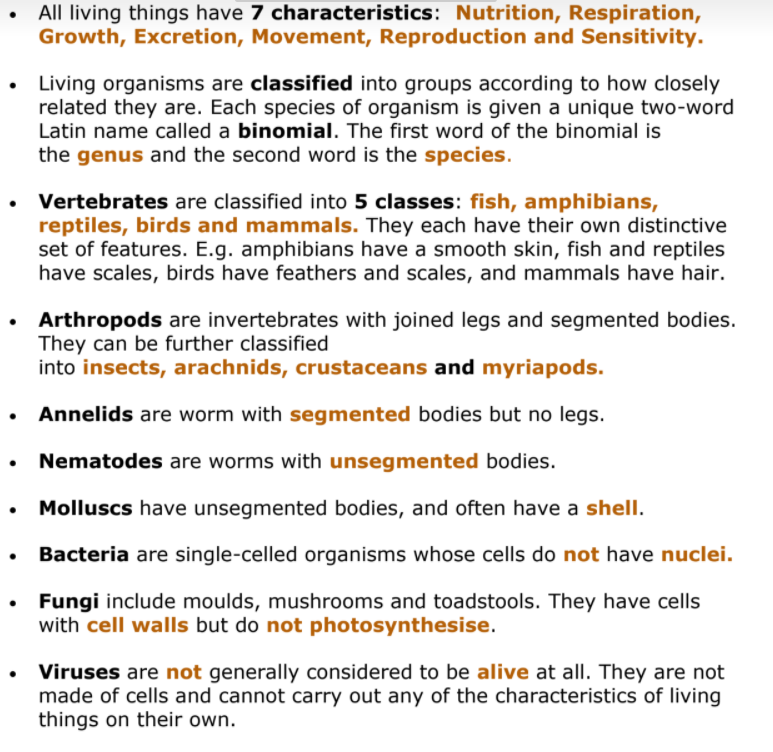 • All living things have 7 characteristics:  Nutrition, Respiration,
Growth, Excretion, Movement, Reproduction and Sensitivity.
• Living organisms are classified into groups according to how closely
related they are. Each species of organism is given a unique two-word
Latin name called a binomial. The first word of the binomial is
the genus and the second word is the species.
• Vertebrates are classified into 5 classes: fish, amphibians,
reptiles, birds and mammals. They each have their own distinctive
set of features. E.g. amphibians have a smooth skin, fish and reptiles
have scales, birds have feathers and scales, and mammals have hair.
• Arthropods are invertebrates with joined legs and segmented bodies.
They can be further classified
into insects, arachnids, crustaceans and myriapods.
• Annelids are worm with segmented bodies but no legs.
• Nematodes are worms with unsegmented bodies.
• Molluscs have unsegmented bodies, and often have a shell.
• Bacteria are single-celled organisms whose cells do not have nuclei.
• Fungi include moulds, mushrooms and toadstools. They have cells
with cell walls but do not photosynthesise.
• Viruses are not generally considered to be alive at all. They are not
made of cells and cannot carry out any of the characteristics of living
things on their own.